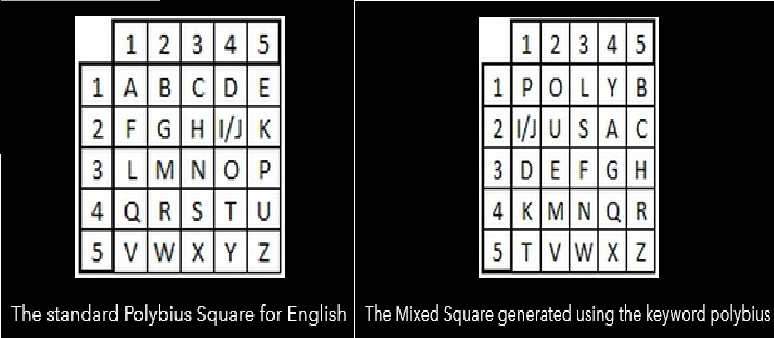 1 2 3 4 5
1 A B C D E
2 F G H I/J K
3 L M N O P
4 Q R S T U
5 V W X Y Z
The standard Polybius Square for English
1 2 3 4 5
1 P O L Y B
2 I/J U S A C
3 D E F G H
4 K M N Q R
5 T V W X Z
The Mixed Square generated using the keyword polybius